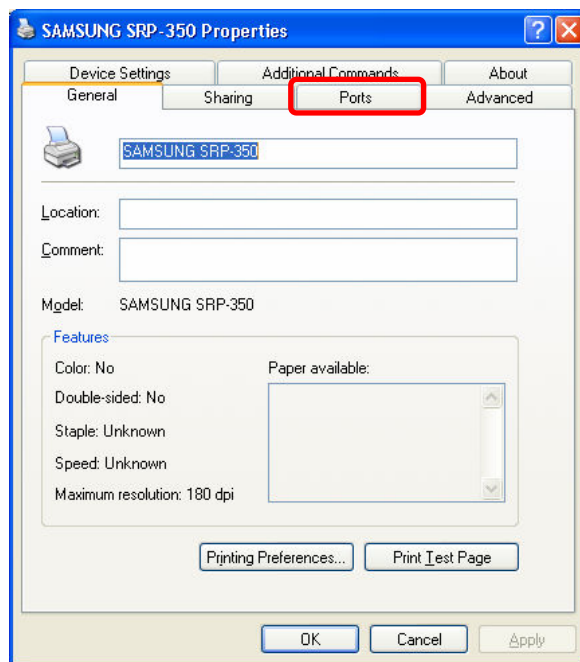 SAMSUNG SRP-350 Properties
Device Settings Additional Commands About
General Sharing Ports Advanced
SAMSUNG SRP-350
Location:
Comment:
Model: SAMSUNG SRP-350
Features
Color: No Paper available:
Double-sided: No
Staple: Unknown
Speed: Unknown
Maximum resolution: 180 dpi
Printing Preferences... Print Test Page
OK Cancel Apply